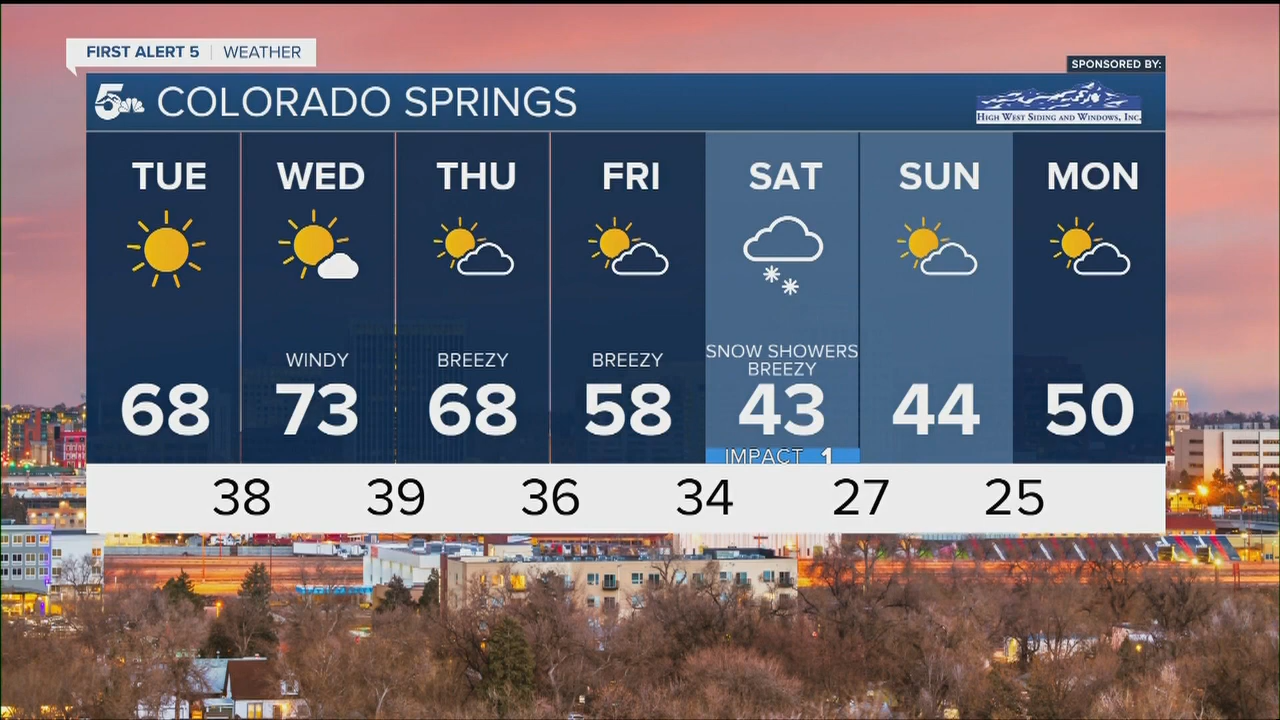 FIRST ALERT 5 | WEATHER
SPONSORED BY:
5 COLORADO SPRINGS
HIGH WEST SIDING AND WINDOWS, INC.
TUE WED THU FRI SAT SUN MON
WINDY BREEZY BREEZY SNOW SHOWERS
BREEZY
68 73 68 58 43 44 50
IMPACT 1
38 39 36 34 27 25